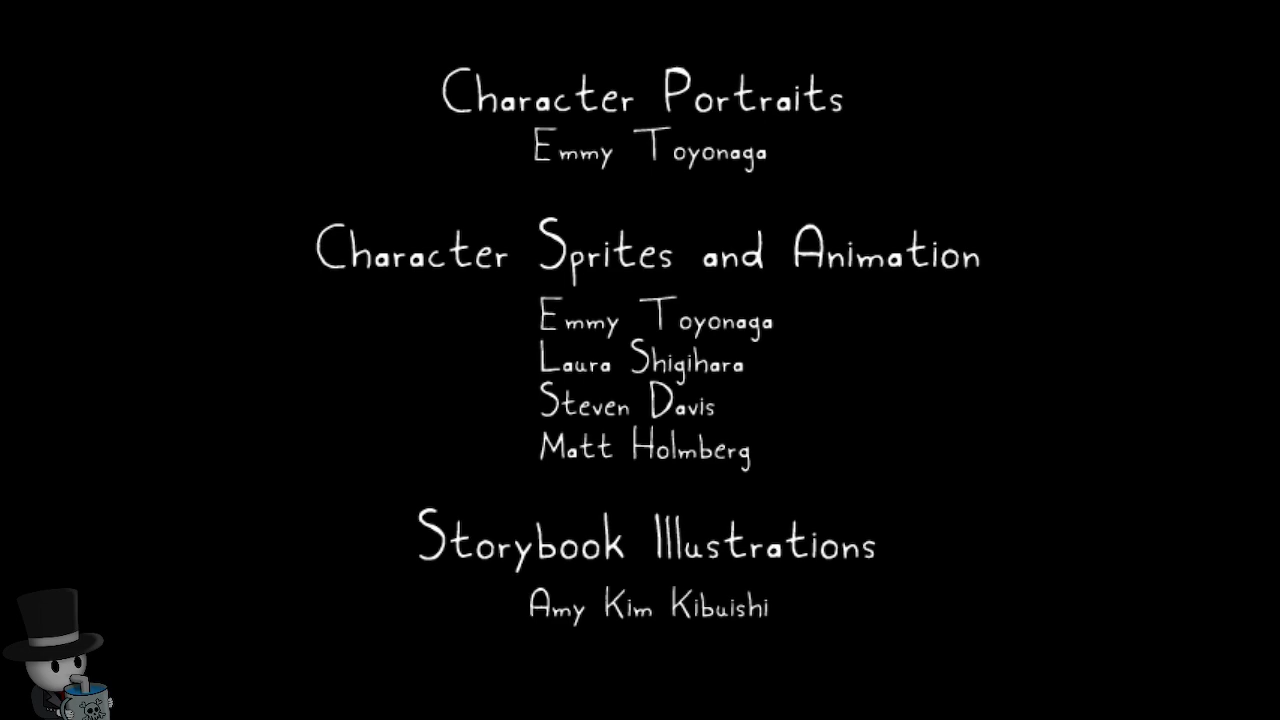 Character Portraits
Emmy Toyonaga
Character Sprites and Animation
Emmy Toyonaga
Laura Shigihara
Steven Davis
Matt Holmberg
Storybook Illustrations
Amy Kim Kibuishi